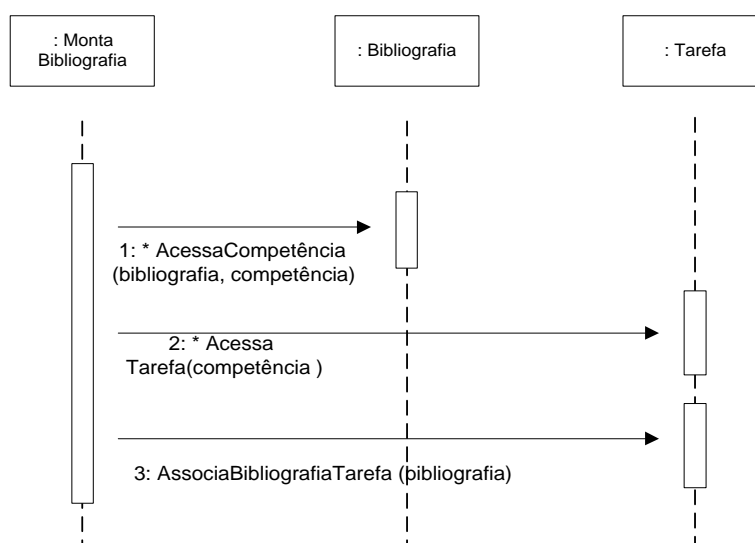 : Monta
Bibliografia
: Bibliografia
: Tarefa
1: * AcessaCompetência
(bibliografia, competência)
2: * Acessa
Tarefa(competência )
3: AssociaBibliografiaTarefa (bibliografia)